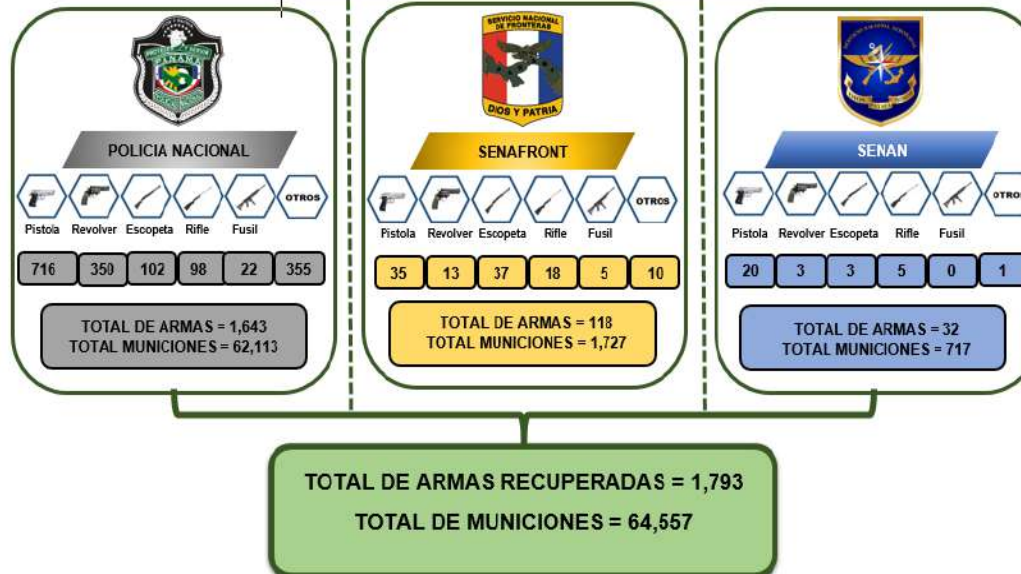 PANAMA
POLICIA NACIONAL
OTROS
Pistola Revolver Escopeta Rifle Fusil
716 350 102 98 22 355
TOTAL DE ARMAS = 1,643
TOTAL MUNICIONES = 62,113
SERVICIO NACIONAL
DE FRONTERAS
DIOS Y PATRIA
SENAFRONT
OTROS
Pistola Revolver Escopeta Rifle Fusil
35 13 37 18 5 10
TOTAL DE ARMAS = 118
TOTAL MUNICIONES = 1,727
SENAN
OTROS
Pistola Revolver Escopeta Rifle Fusil
20 3 3 5 0 1
TOTAL DE ARMAS = 32
TOTAL MUNICIONES = 717
TOTAL DE ARMAS RECUPERADAS = 1,793
TOTAL DE MUNICIONES = 64,557